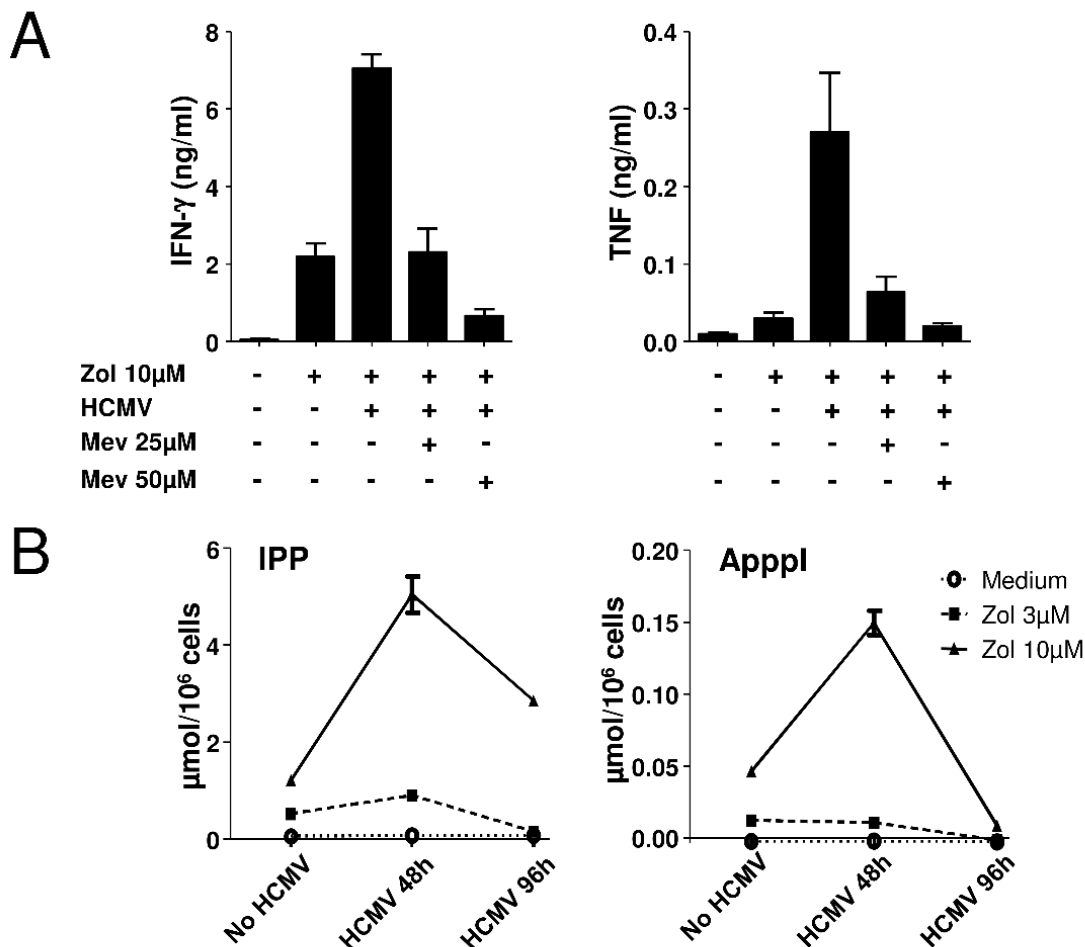 A
IFN-γ (ng/ml)
8
6
4
2
0
TNF (ng/ml)
0.4
0.3
0.2
0.1
0.0
Zol 10µM - + + + + - + + + +
HCMV - - + + + - - + + +
Mev 25µM - - - + - - - - + -
Mev 50µM - - - - + - - - - +
B
IPP
µmol/10⁶ cells
6
4
2
0
No HCMV
HCMV 48h
HCMV 96h
ApppI
µmol/10⁶ cells
0.20
0.15
0.10
0.05
0.00
No HCMV
HCMV 48h
HCMV 96h
Medium
Zol 3µM
Zol 10µM